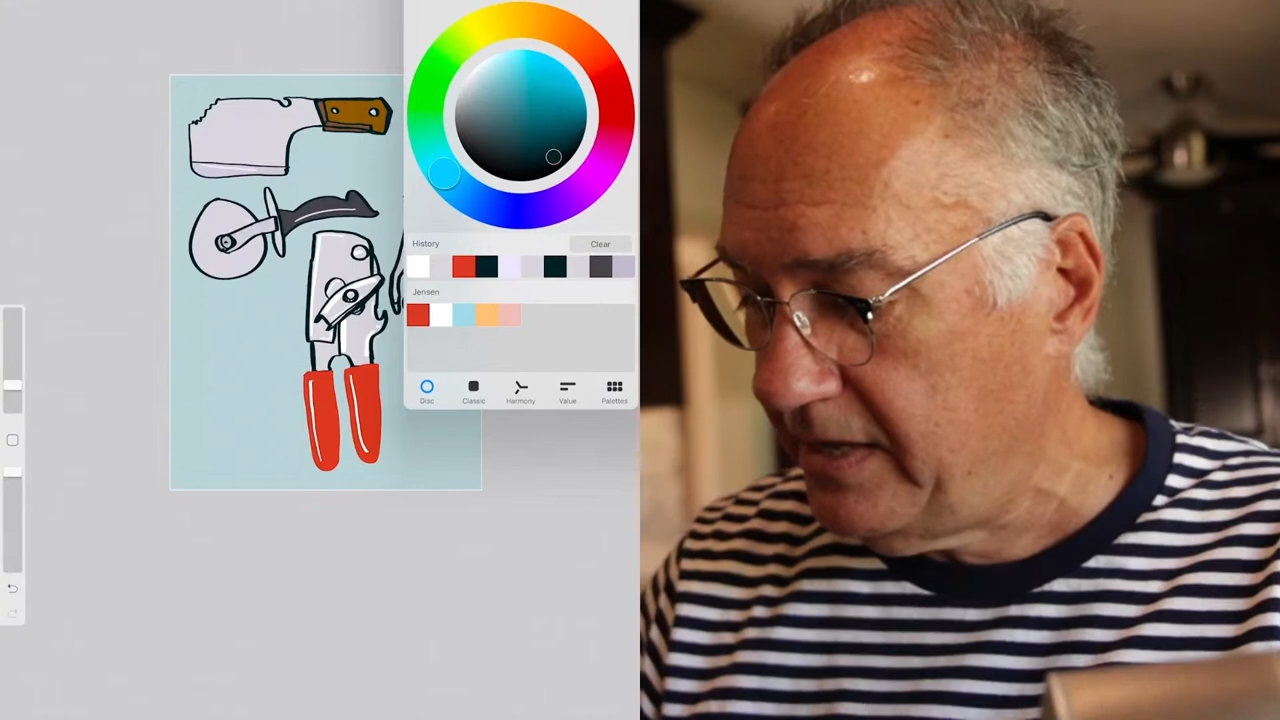 History
Clear
Jensen
Disc
Classic
Harmony
Value
Palettes